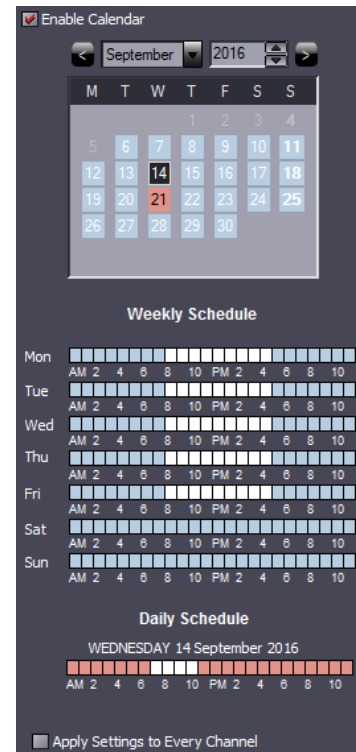 Enable Calendar
< September 2016 >
M T W T F S S
1 2 3 4
5 6 7 8 9 10 11
12 13 14 15 16 17 18
19 20 21 22 23 24 25
26 27 28 29 30
Weekly Schedule
Mon
AM 2 4 6 8 10 PM 2 4 6 8 10
Tue
AM 2 4 6 8 10 PM 2 4 6 8 10
Wed
AM 2 4 6 8 10 PM 2 4 6 8 10
Thu
AM 2 4 6 8 10 PM 2 4 6 8 10
Fri
AM 2 4 6 8 10 PM 2 4 6 8 10
Sat
AM 2 4 6 8 10 PM 2 4 6 8 10
Sun
AM 2 4 6 8 10 PM 2 4 6 8 10
Daily Schedule
WEDNESDAY 14 September 2016
AM 2 4 6 8 10 PM 2 4 6 8 10
Apply Settings to Every Channel